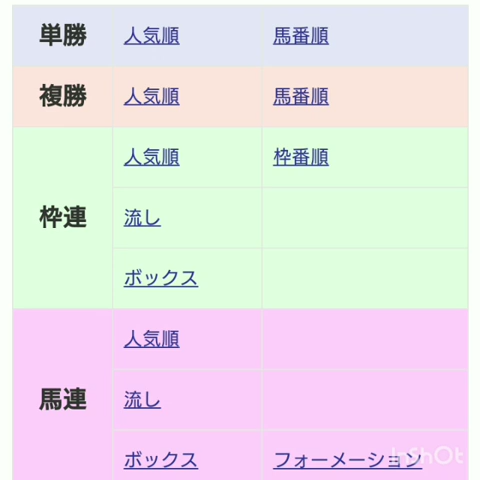 単勝 人気順 馬番順
複勝 人気順 馬番順
人気順 枠番順
枠連 流し
ボックス
人気順
馬連 流し
ボックス フォーメーション
InShOt